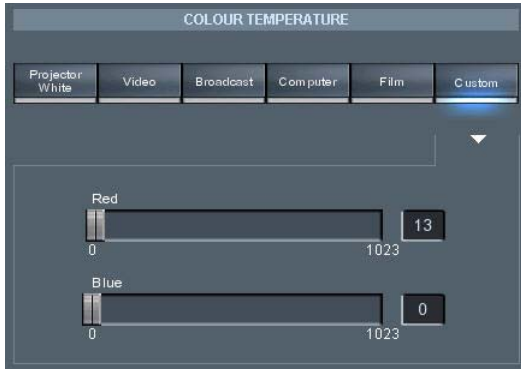 COLOUR TEMPERATURE
Projector White Video Broadcast Computer Film Custom
Red
13
0 1023
Blue
0
0 1023